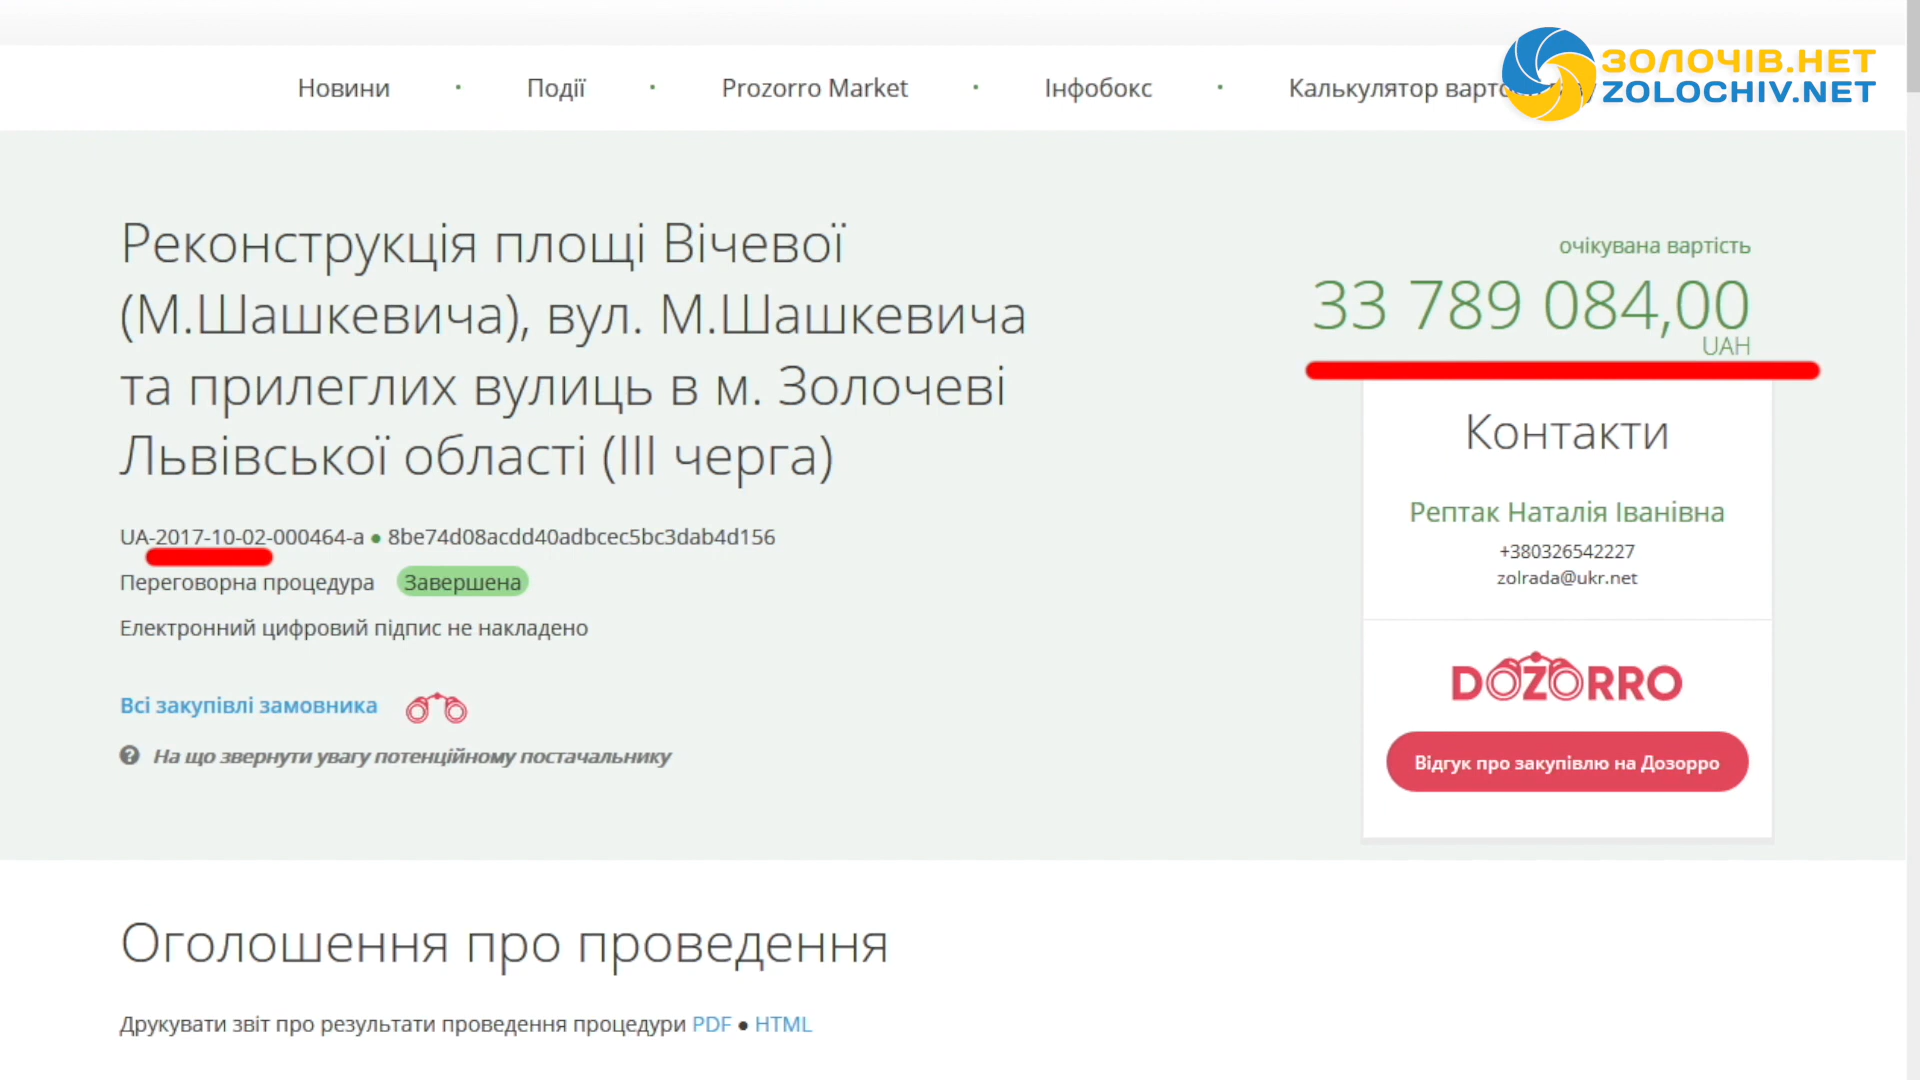 Новини · Події · Prozorro Market · Інфобокс · Калькулятор
ЗОЛОЧІВ.НЕТ
ZOLOCHIV.NET
Реконструкція площі Вічевої
(М.Шашкевича), вул. М.Шашкевича
та прилеглих вулиць в м. Золочеві
Львівської області (ІІІ черга)
очікувана вартість
33 789 084,00
UAH
UA-2017-10-02-000464-a ● 8be74d08acdd40adbcec5bc3dab4d156
Переговорна процедура Завершена
Електронний цифровий підпис не накладено
Всі закупівлі замовника
? На що звернути увагу потенційному постачальнику
Контакти
Рептак Наталія Іванівна
+380326542227
zolrada@ukr.net
DOZORRO
Відгук про закупівлю на Дозорро
Оголошення про проведення
Друкувати звіт про результати проведення процедури PDF ● HTML